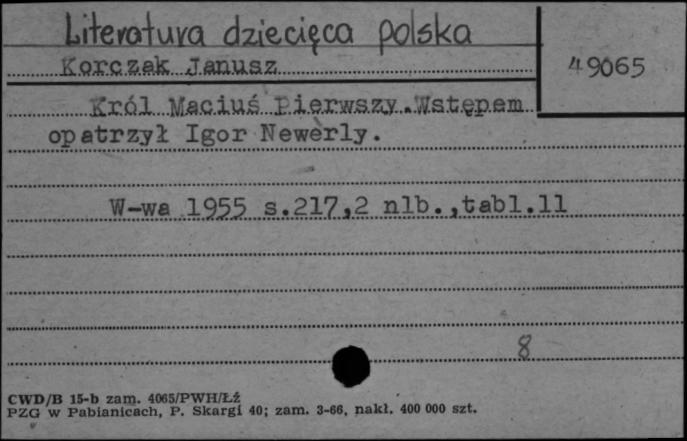 Literatura dziecięca polska
Korczak Janusz
49065
Król Maciuś Pierwszy.Wstępem
opatrzył Igor Newerly.
W-wa 1955 s.217,2 nlb.,tabl.11
8
CWD/B 15-b zam. 4065/PWH/Łź
PZG w Pabianicach, P. Skargi 40; zam. 3-66, nakł. 400 000 szt.